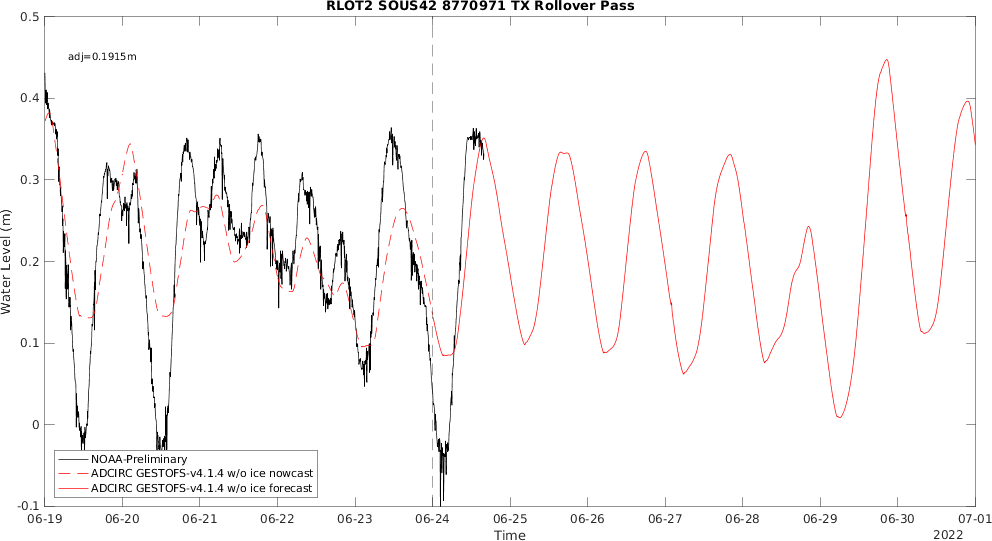 RLOT2 SOUS42 8770971 TX Rollover Pass
adj=0.1915m
Water Level (m)
0.5
0.4
0.3
0.2
0.1
0
-0.1
NOAA-Preliminary
ADCIRC GESTOFS-v4.1.4 w/o ice nowcast
ADCIRC GESTOFS-v4.1.4 w/o ice forecast
06-19 06-20 06-21 06-22 06-23 06-24 06-25 06-26 06-27 06-28 06-29 06-30 07-01
Time
2022